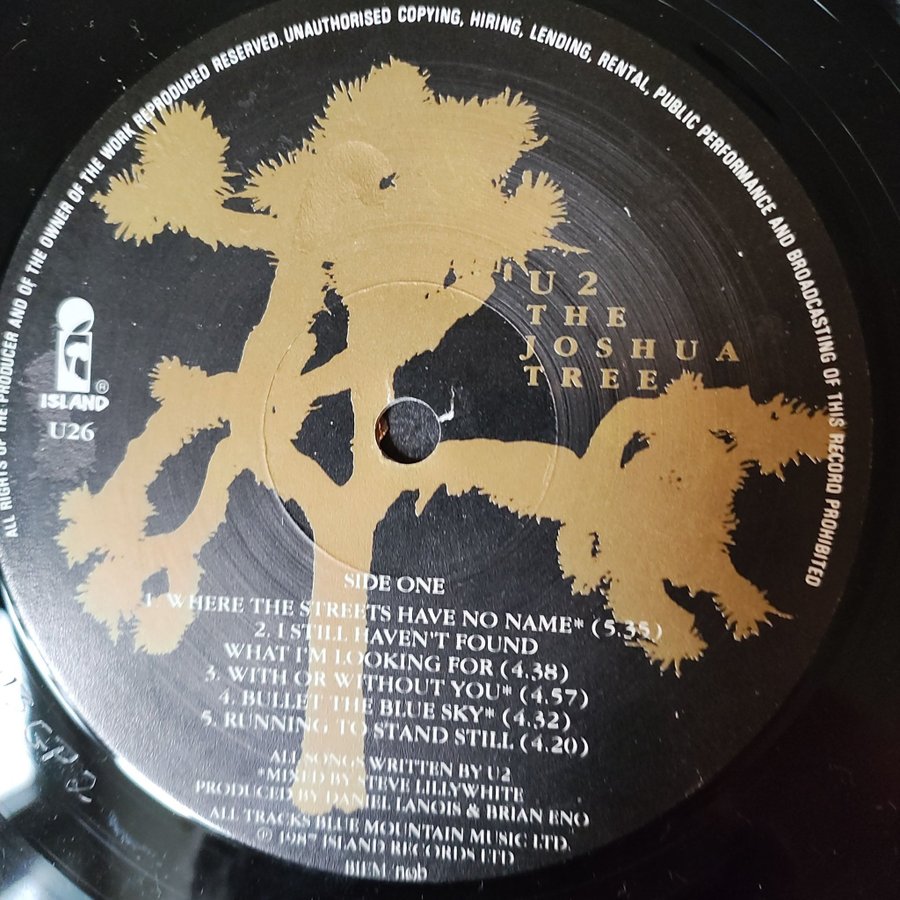 ALL RIGHTS OF THE PRODUCER AND OF THE OWNER OF THE WORK REPRODUCED RESERVED. UNAUTHORISED COPYING, HIRING, LENDING, RENTAL, PUBLIC PERFORMANCE AND BROADCASTING OF THIS RECORD PROHIBITED
U2
THE
JOSHUA
TREE
ISLAND®
U26
SIDE ONE
1. WHERE THE STREETS HAVE NO NAME* (5.35)
2. I STILL HAVEN'T FOUND
WHAT I'M LOOKING FOR (4.38)
3. WITH OR WITHOUT YOU* (4.57)
4. BULLET THE BLUE SKY* (4.32)
5. RUNNING TO STAND STILL (4.20)
ALL SONGS WRITTEN BY U2
*MIXED BY STEVE LILLYWHITE
PRODUCED BY DANIEL LANOIS & BRIAN ENO
ALL TRACKS BLUE MOUNTAIN MUSIC LTD.
℗ 1987 ISLAND RECORDS LTD
BIEM/ncb